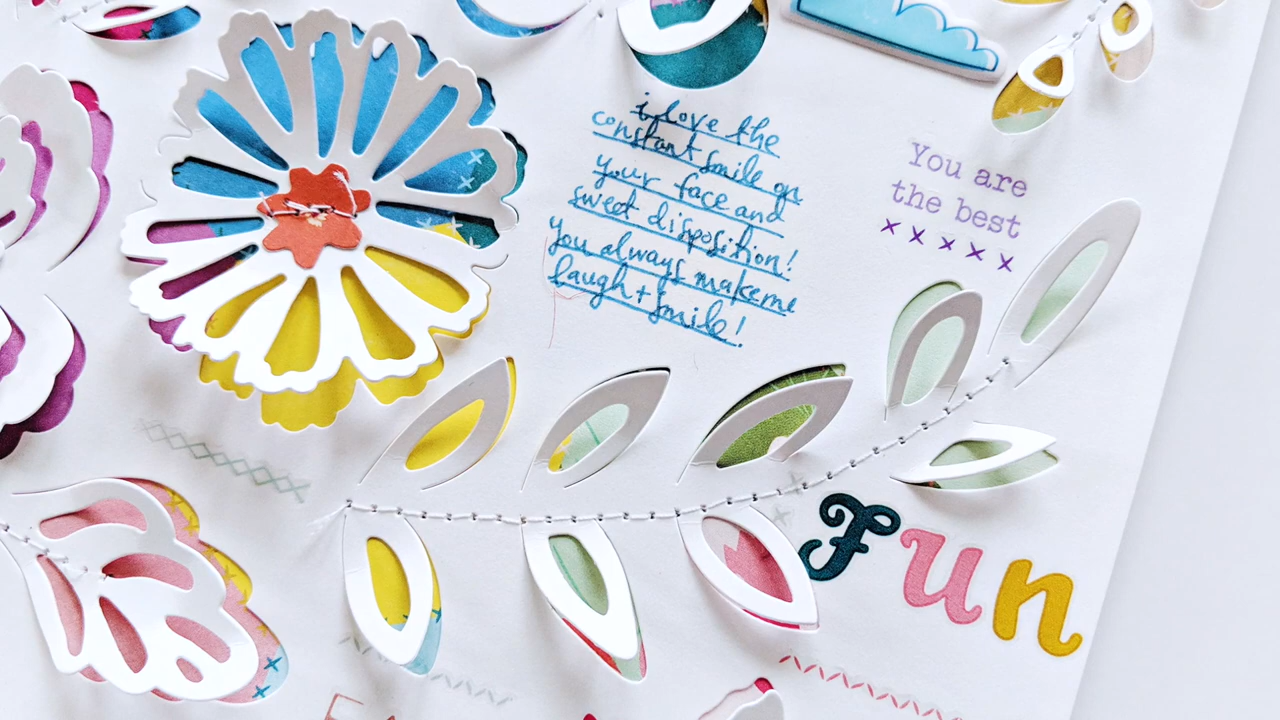 i love the
constant smile on
your face and
sweet disposition!
you always make me
laugh + smile!
You are
the best
x x x x x
Fun